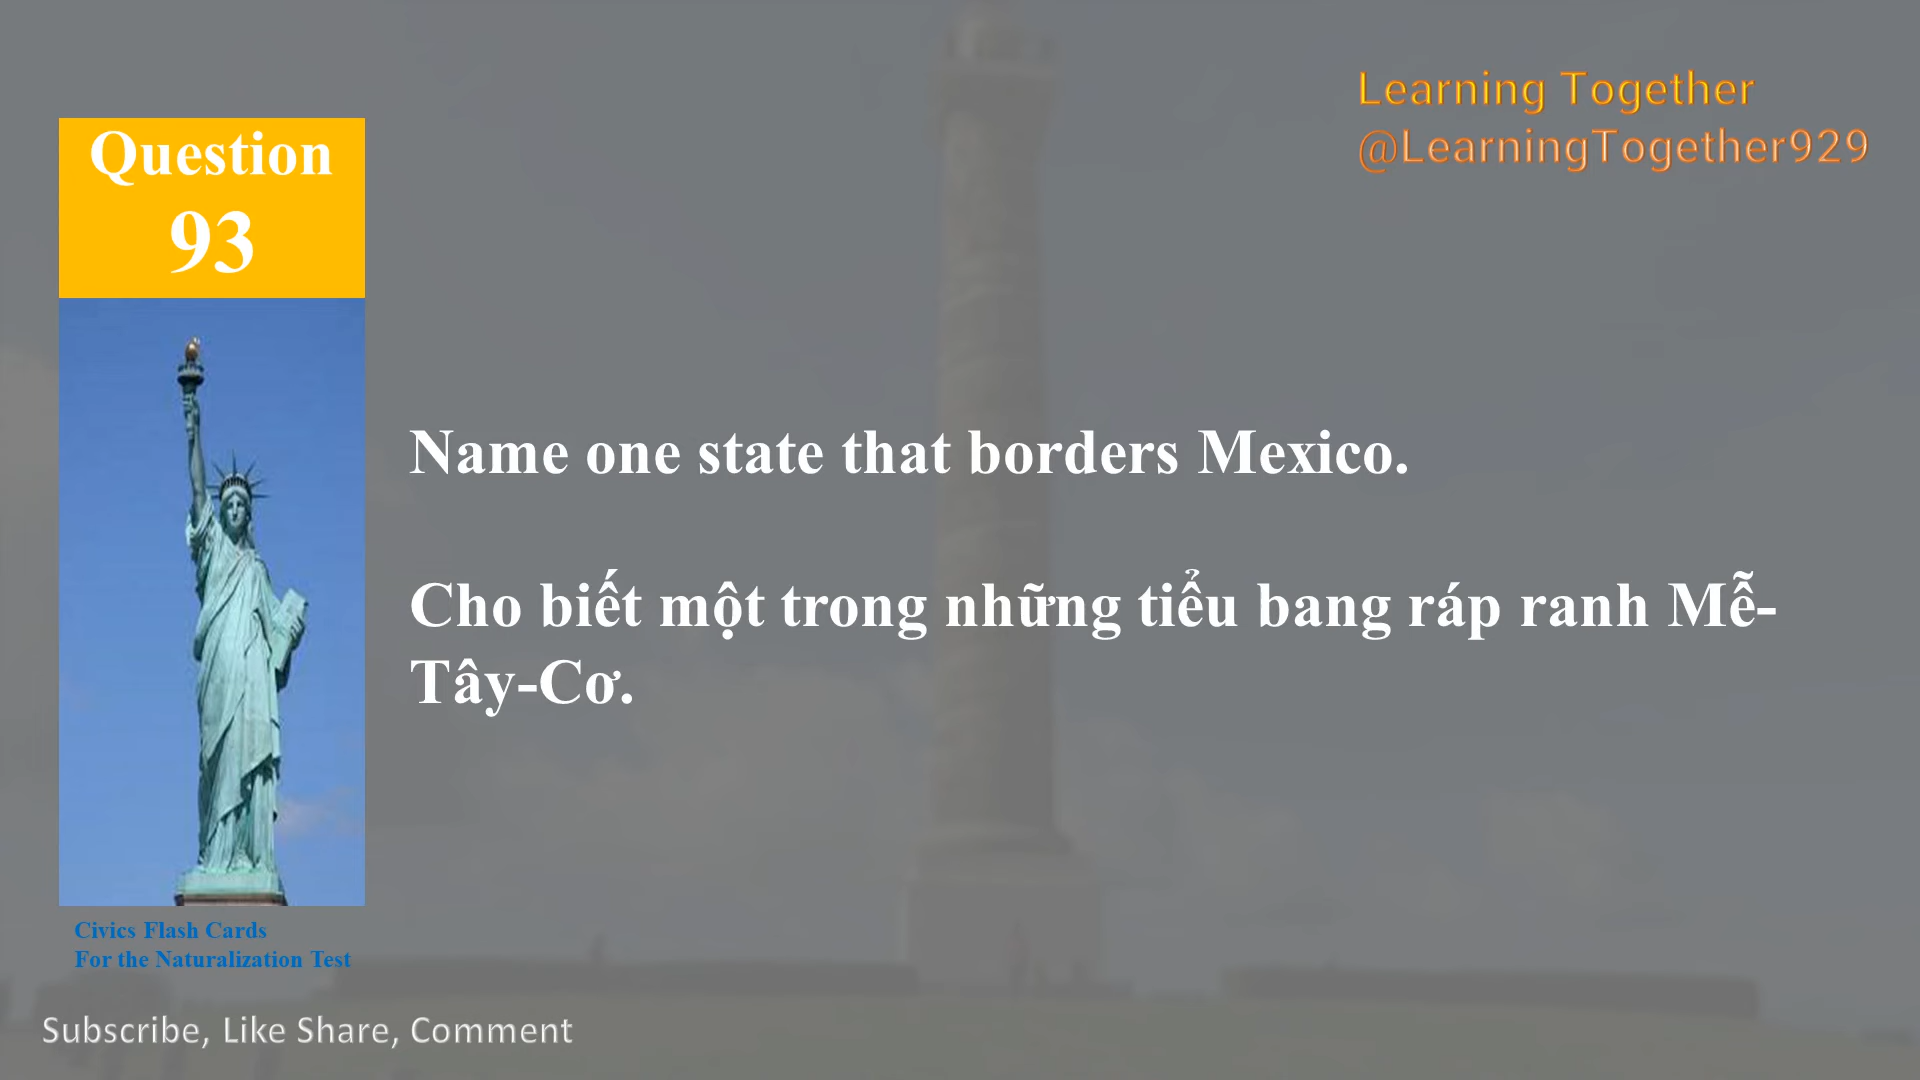 Learning Together
@LearningTogether929
Question
93
Name one state that borders Mexico.
Cho biết một trong những tiểu bang ráp ranh Mễ-
Tây-Cơ.
Civics Flash Cards
For the Naturalization Test
Subscribe, Like Share, Comment